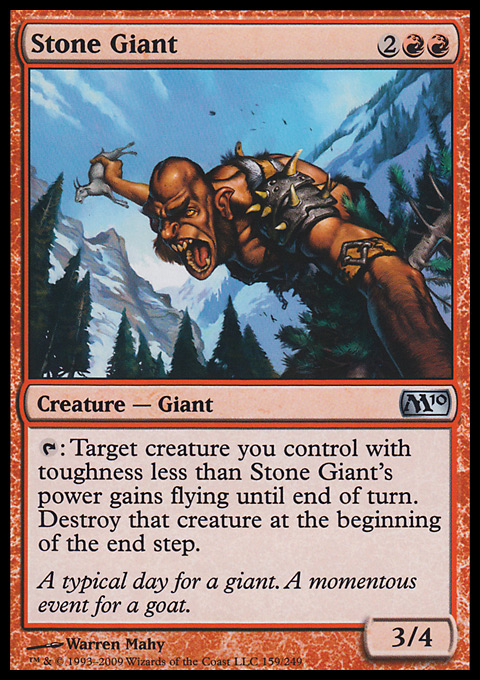 Stone Giant 2
Creature — Giant M10
: Target creature you control with
toughness less than Stone Giant's
power gains flying until end of turn.
Destroy that creature at the beginning
of the end step.
A typical day for a giant. A momentous
event for a goat.
Warren Mahy
3/4
™ & © 1993–2009 Wizards of the Coast LLC 159/249